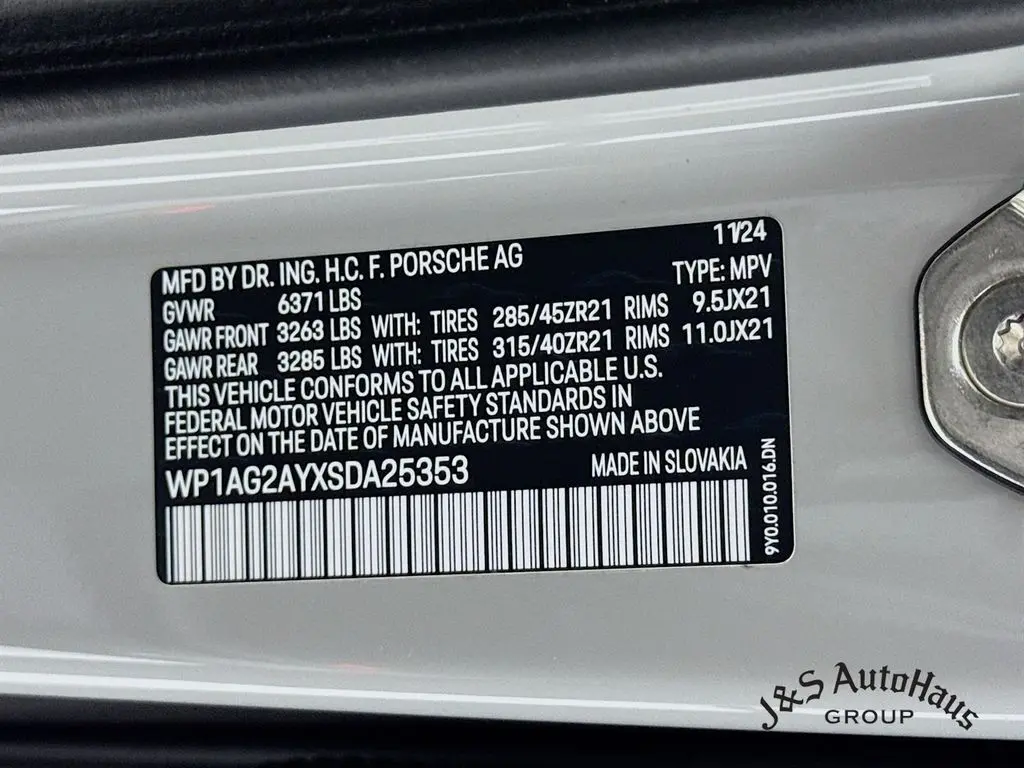 11/24
MFD BY DR. ING. H.C. F. PORSCHE AG
TYPE: MPV
GVWR 6371 LBS
GAWR FRONT 3263 LBS WITH: TIRES 285/45ZR21 RIMS 9.5JX21
GAWR REAR 3285 LBS WITH: TIRES 315/40ZR21 RIMS 11.0JX21
THIS VEHICLE CONFORMS TO ALL APPLICABLE U.S.
FEDERAL MOTOR VEHICLE SAFETY STANDARDS IN
EFFECT ON THE DATE OF MANUFACTURE SHOWN ABOVE
WP1AG2AYXSDA25353 MADE IN SLOVAKIA
9Y0.010.016.DN
J&S AutoHaus
GROUP